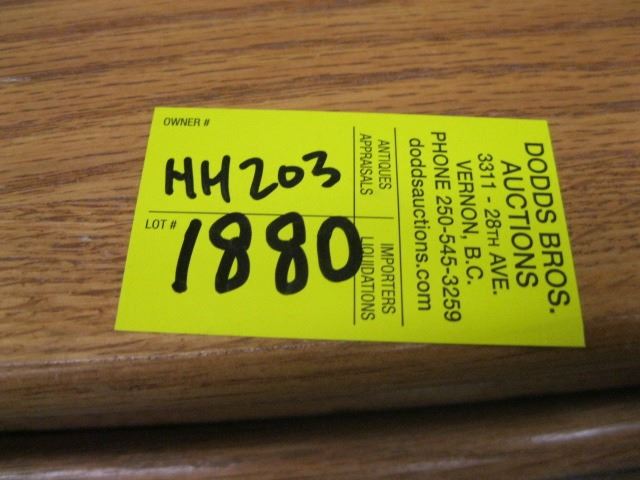 OWNER #
HH203
LOT #
1880
ANTIQUES
APPRAISALS
IMPORTERS
LIQUIDATIONS
DODDS BROS.
AUCTIONS
3311 - 28TH AVE.
VERNON, B.C.
PHONE 250-545-3259
doddsauctions.com